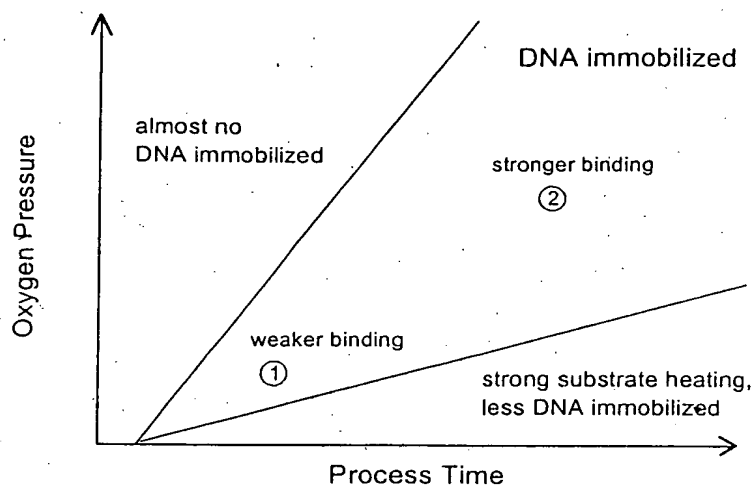 DNA immobilized
almost no
DNA immobilized
stronger binding
②
weaker binding
①
strong substrate heating,
less DNA immobilized
Oxygen Pressure
Process Time